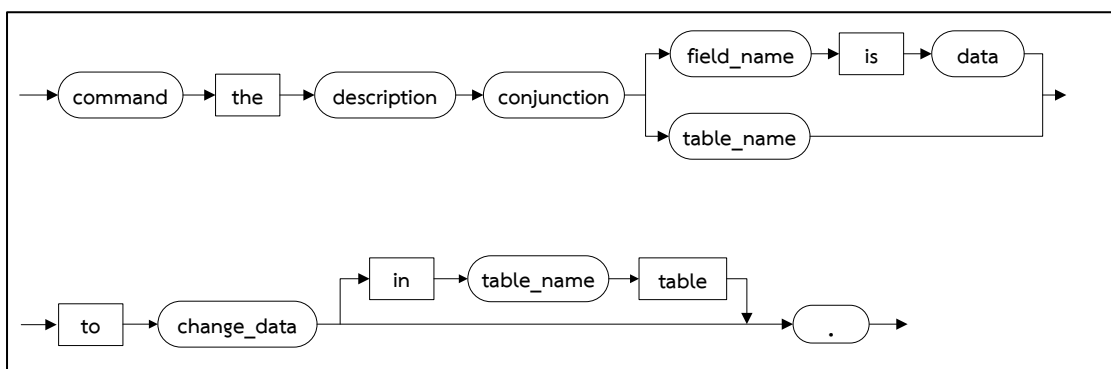 field_name is data
command the description conjunction
table_name
in table_name table
to change_data .